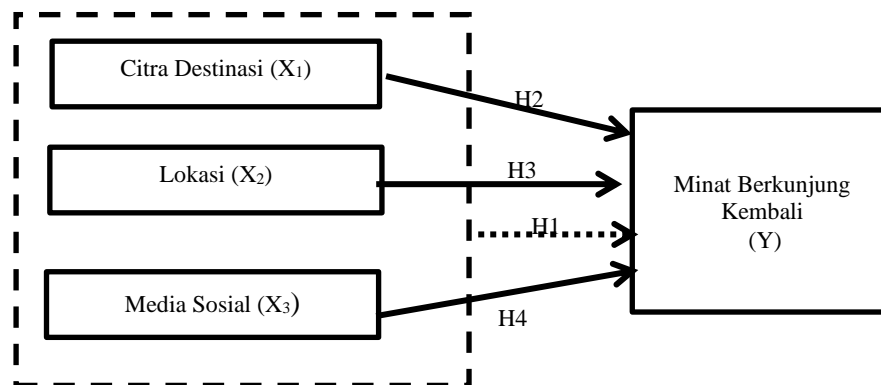 Citra Destinasi (X₁)
H2
Lokasi (X₂)
H3
Minat Berkunjung
Kembali
(Y)
H1
Media Sosial (X₃)
H4